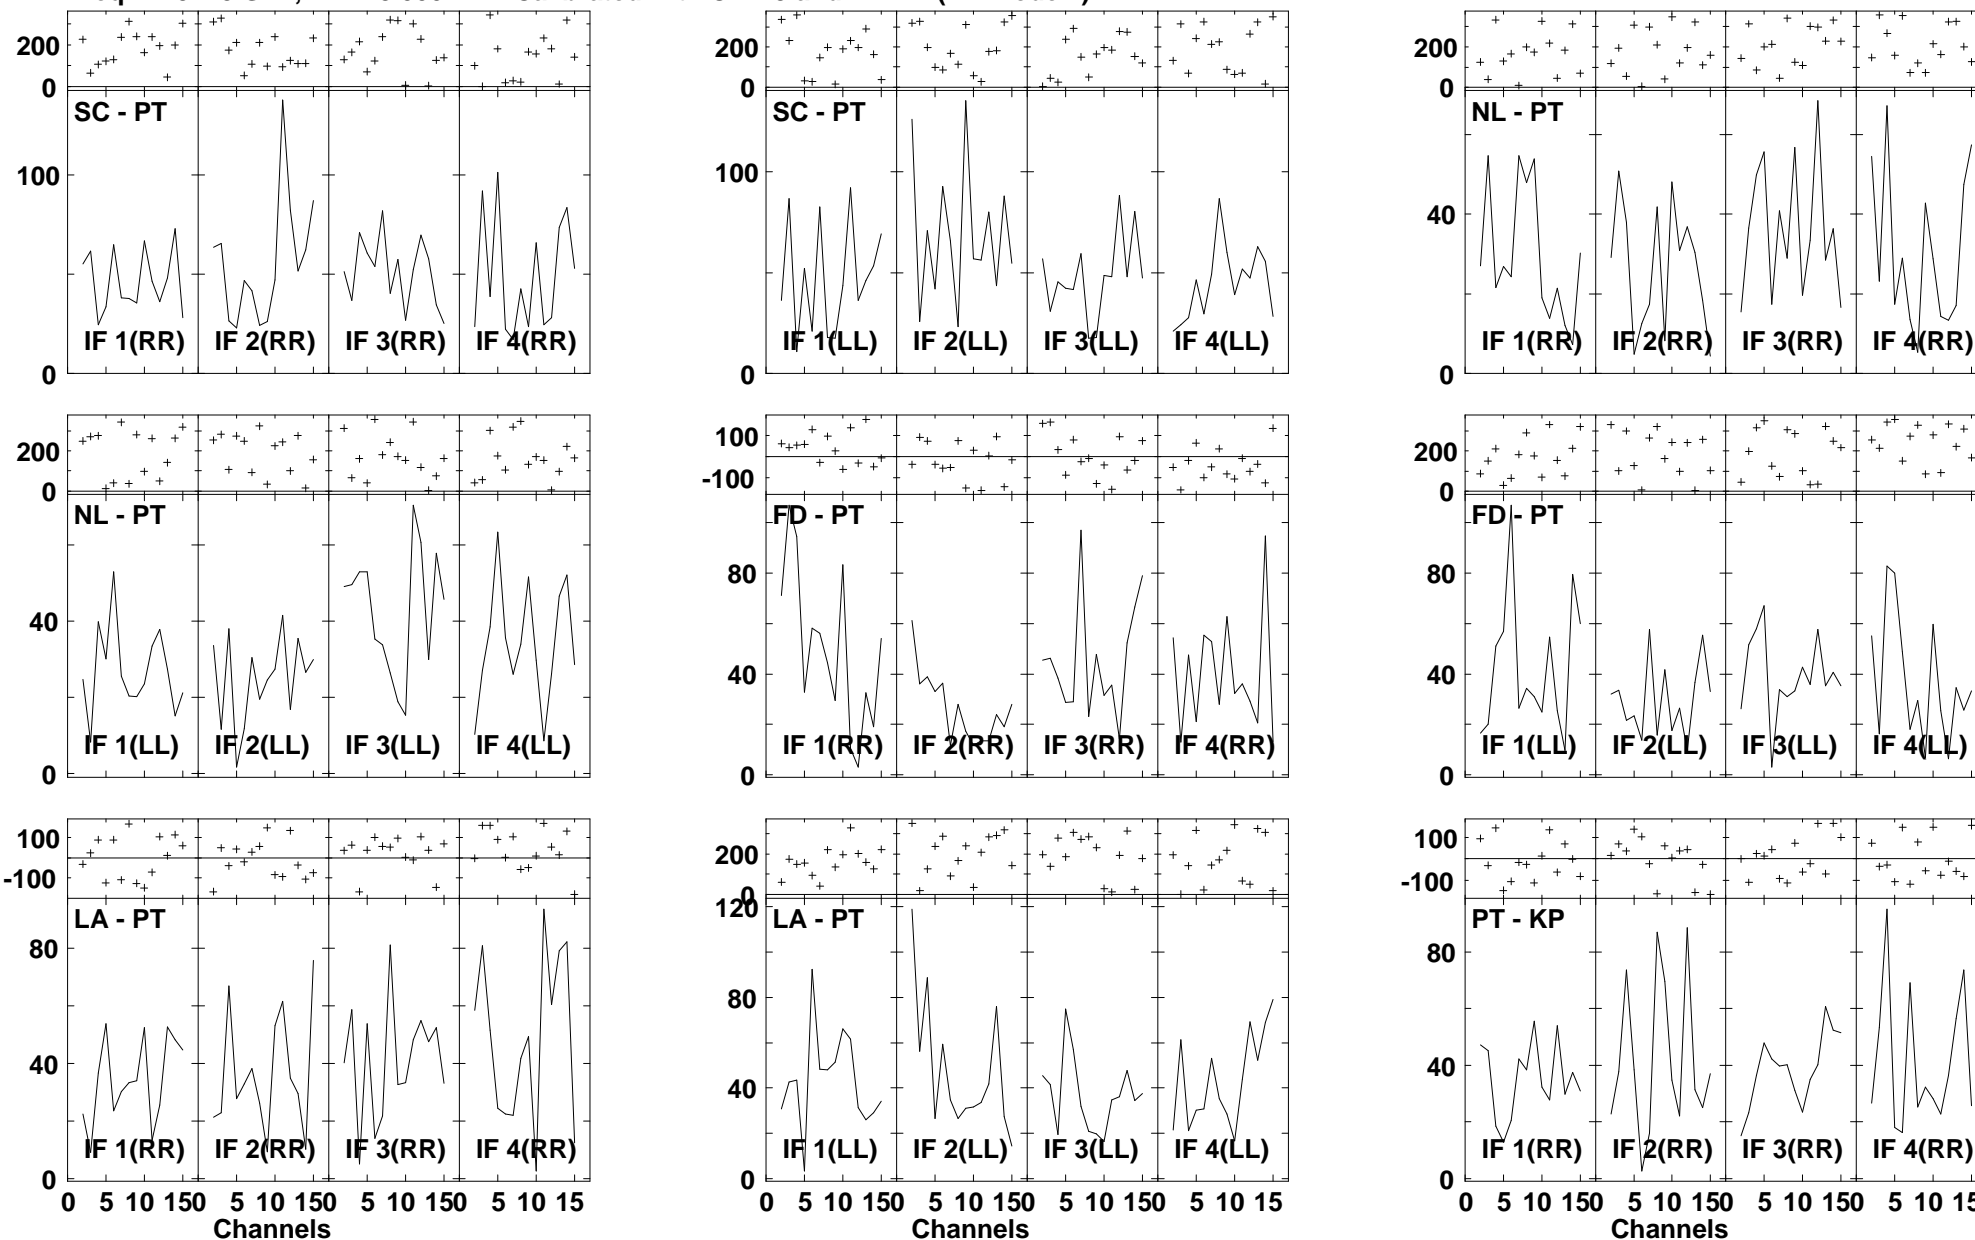 200
0
200
0
200
0
SC - PT
SC - PT
NL - PT
100
0
100
0
40
0
IF 1(RR) IF 2(RR) IF 3(RR) IF 4(RR)
IF 1(LL) IF 2(LL) IF 3(LL) IF 4(LL)
IF 1(RR) IF 2(RR) IF 3(RR) IF 4(RR)
200
0
100
-100
200
0
NL - PT
FD - PT
FD - PT
40
0
80
40
0
80
40
0
IF 1(LL) IF 2(LL) IF 3(LL) IF 4(LL)
IF 1(RR) IF 2(RR) IF 3(RR) IF 4(RR)
IF 1(LL) IF 2(LL) IF 3(LL) IF 4(LL)
100
-100
200
0
100
-100
LA - PT
LA - PT
PT - KP
80
40
0
120
80
40
0
80
40
0
IF 1(RR) IF 2(RR) IF 3(RR) IF 4(RR)
IF 1(LL) IF 2(LL) IF 3(LL) IF 4(LL)
IF 1(RR) IF 2(RR) IF 3(RR) IF 4(RR)
0 5 10 150 5 10 150 5 10 150 5 10 15
0 5 10 150 5 10 150 5 10 150 5 10 15
0 5 10 150 5 10 150 5 10 150 5 10
Channels
Channels
Channels